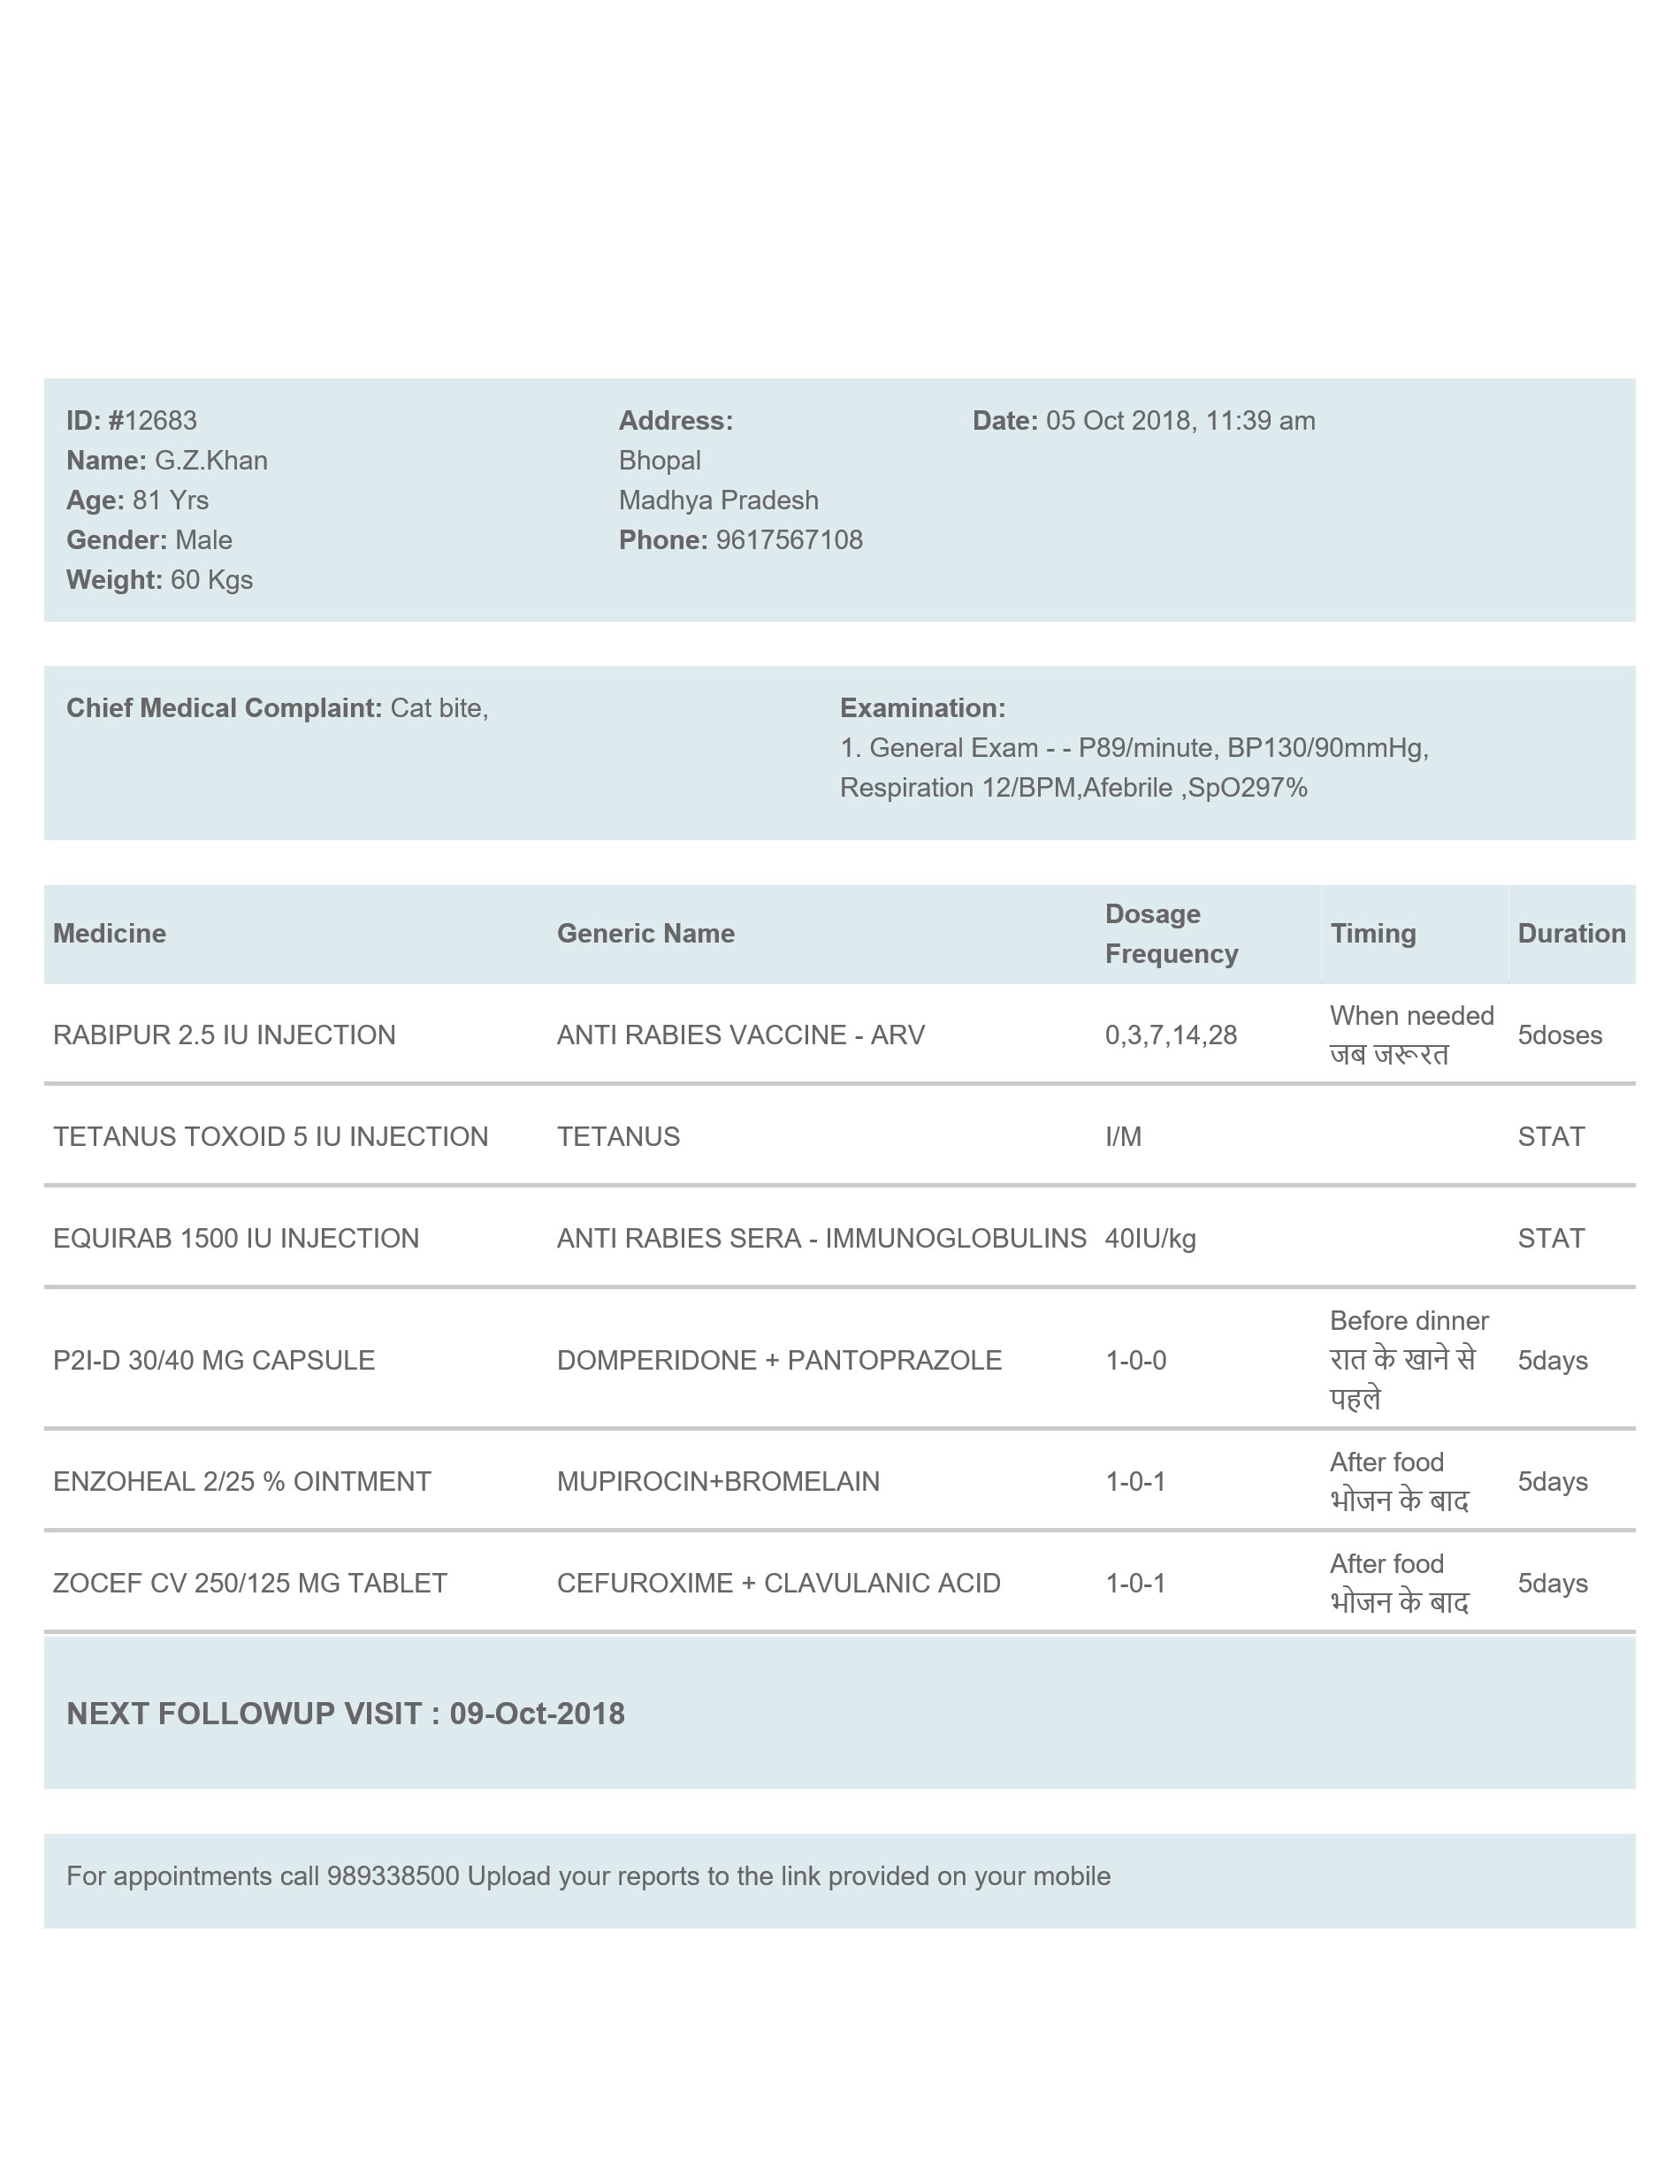 ID: #12683
Name: G.Z.Khan
Age: 81 Yrs
Gender: Male
Weight: 60 Kgs
Address:
Bhopal
Madhya Pradesh
Phone: 9617567108
Date: 05 Oct 2018, 11:39 am
Chief Medical Complaint: Cat bite,
Examination:
1. General Exam - - P89/minute, BP130/90mmHg,
Respiration 12/BPM,Afebrile ,SpO297%
Medicine Generic Name Dosage Frequency Timing Duration
RABIPUR 2.5 IU INJECTION ANTI RABIES VACCINE - ARV 0,3,7,14,28 When needed जब जरूरत 5doses
TETANUS TOXOID 5 IU INJECTION TETANUS I/M STAT
EQUIRAB 1500 IU INJECTION ANTI RABIES SERA - IMMUNOGLOBULINS 40IU/kg STAT
P2I-D 30/40 MG CAPSULE DOMPERIDONE + PANTOPRAZOLE 1-0-0 Before dinner रात के खाने से पहले 5days
ENZOHEAL 2/25 % OINTMENT MUPIROCIN+BROMELAIN 1-0-1 After food भोजन के बाद 5days
ZOCEF CV 250/125 MG TABLET CEFUROXIME + CLAVULANIC ACID 1-0-1 After food भोजन के बाद 5days
NEXT FOLLOWUP VISIT : 09-Oct-2018
For appointments call 989338500 Upload your reports to the link provided on your mobile